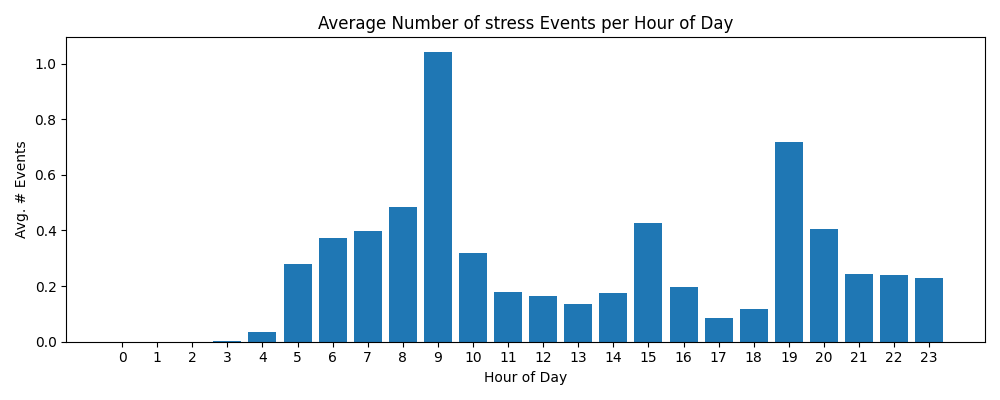 Average Number of stress Events per Hour of Day
Avg. # Events
1.0
0.8
0.6
0.4
0.2
0.0
0 1 2 3 4 5 6 7 8 9 10 11 12 13 14 15 16 17 18 19 20 21 22 23
Hour of Day